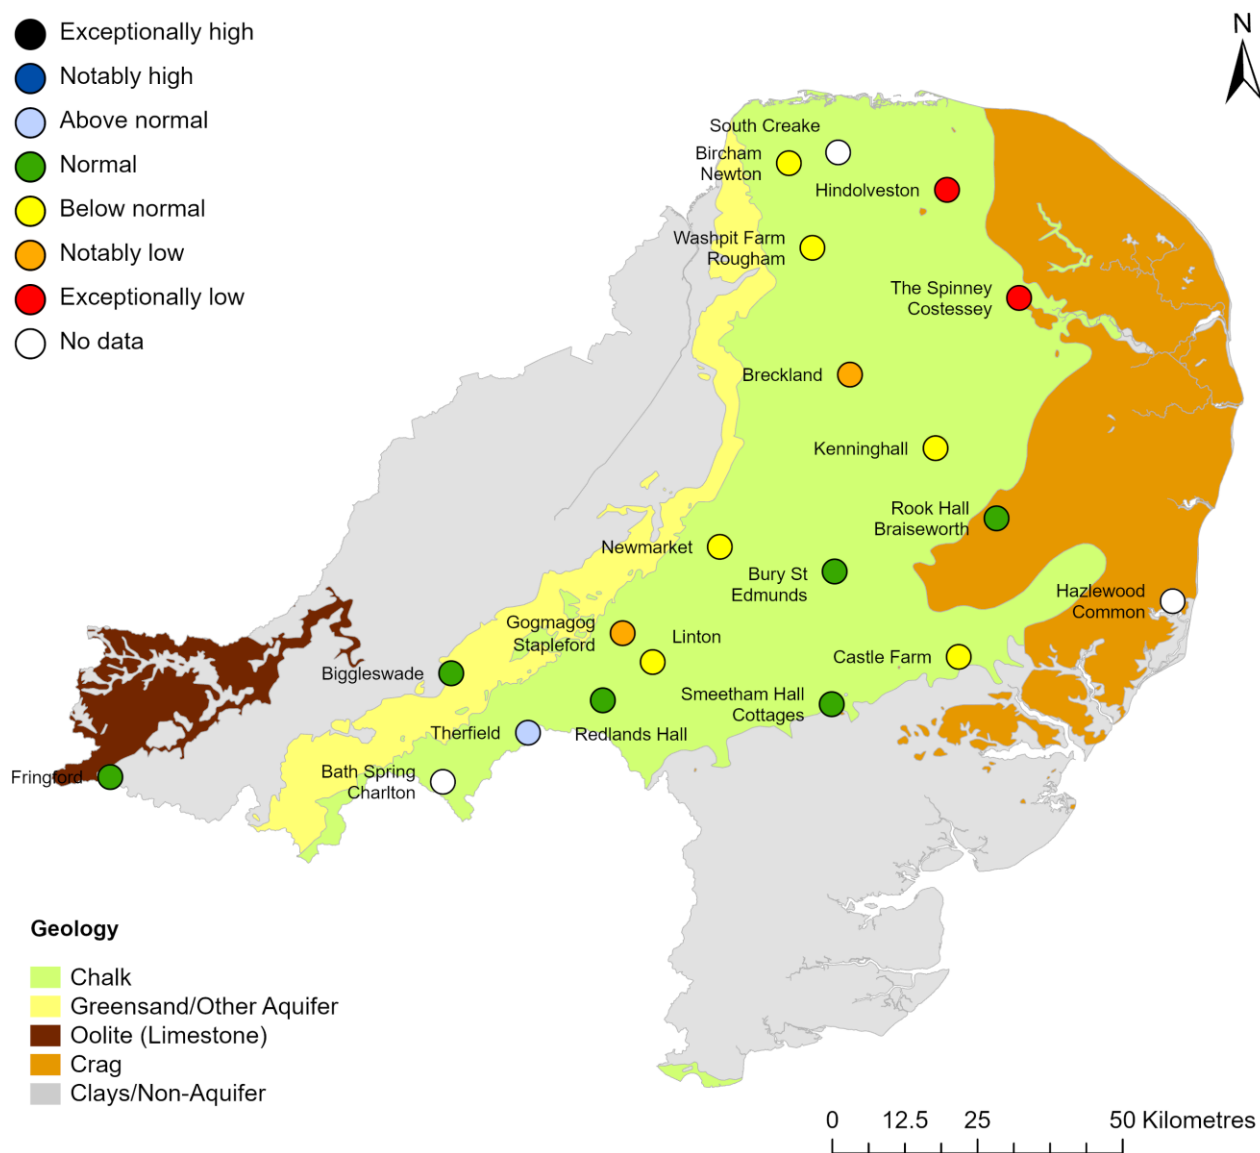 Exceptionally high
Notably high
Above normal
Normal
Below normal
Notably low
Exceptionally low
No data
N
South Creake
Bircham
Newton
Hindolveston
Washpit Farm
Rougham
The Spinney
Costessey
Breckland
Kenninghall
Rook Hall
Braiseworth
Newmarket
Bury St
Edmunds
Hazlewood
Common
Gogmagog
Stapleford
Linton
Castle Farm
Biggleswade
Smeetham Hall
Cottages
Therfield
Redlands Hall
Bath Spring
Charlton
Fringford
Geology
Chalk
Greensand/Other Aquifer
Oolite (Limestone)
Crag
Clays/Non-Aquifer
0 12.5 25 50 Kilometres